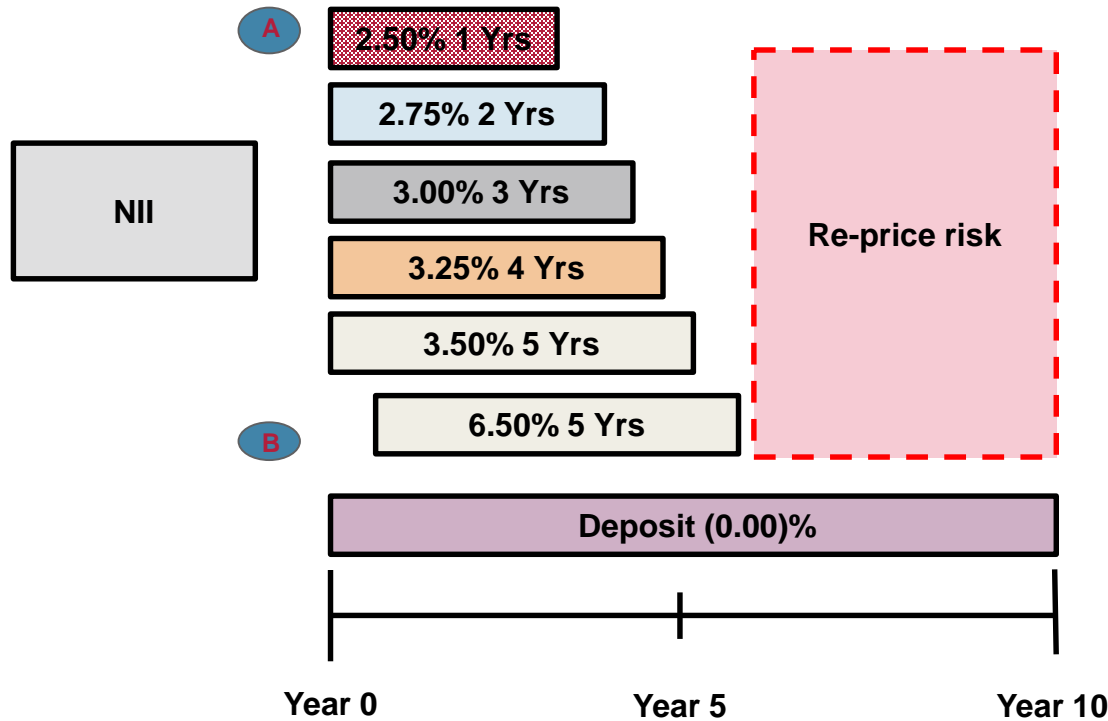 A
2.50% 1 Yrs
2.75% 2 Yrs
NII
3.00% 3 Yrs
Re-price risk
3.25% 4 Yrs
3.50% 5 Yrs
6.50% 5 Yrs
B
Deposit (0.00)%
Year 0
Year 5
Year 10